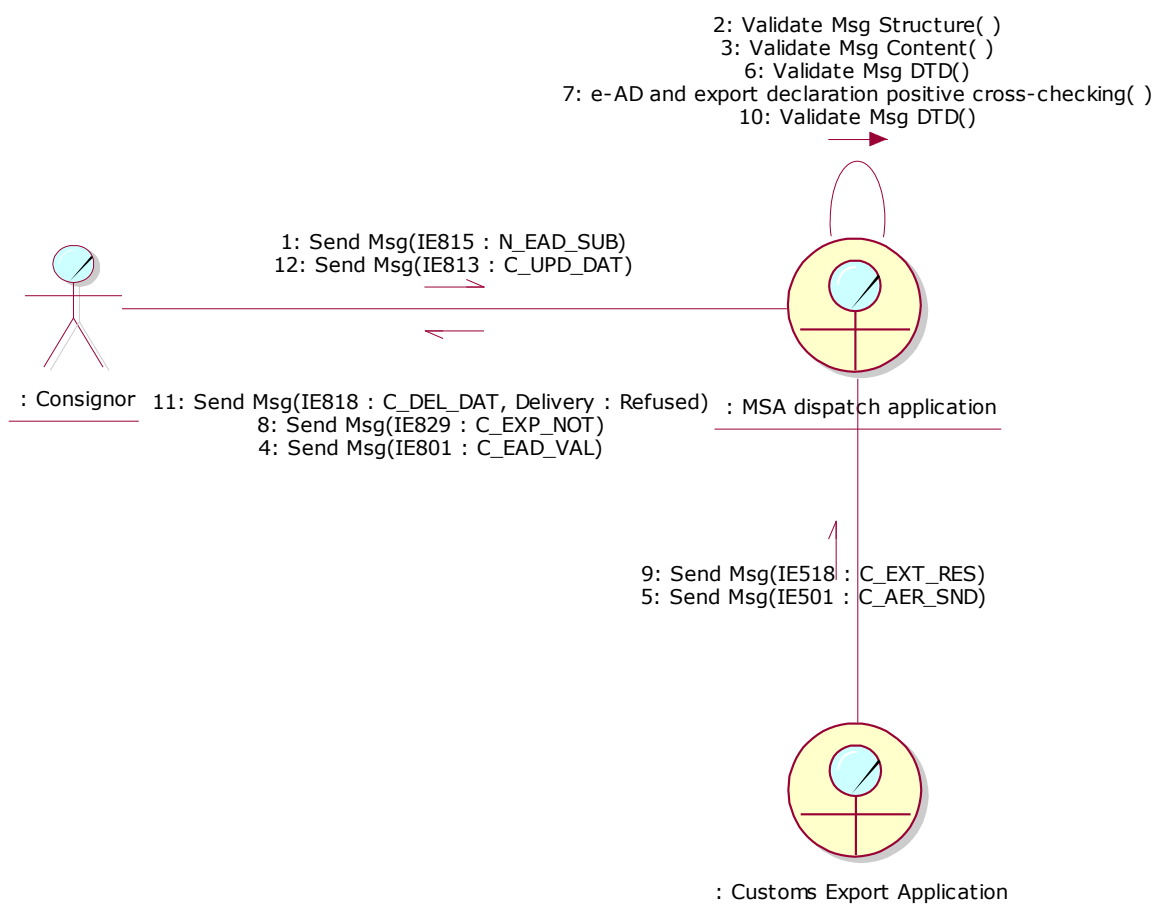 2: Validate Msg Structure( )
3: Validate Msg Content( )
6: Validate Msg DTD()
7: e-AD and export declaration positive cross-checking( )
10: Validate Msg DTD()
1: Send Msg(IE815 : N_EAD_SUB)
12: Send Msg(IE813 : C_UPD_DAT)
: Consignor
11: Send Msg(IE818 : C_DEL_DAT, Delivery : Refused)
8: Send Msg(IE829 : C_EXP_NOT)
4: Send Msg(IE801 : C_EAD_VAL)
: MSA dispatch application
9: Send Msg(IE518 : C_EXT_RES)
5: Send Msg(IE501 : C_AER_SND)
: Customs Export Application